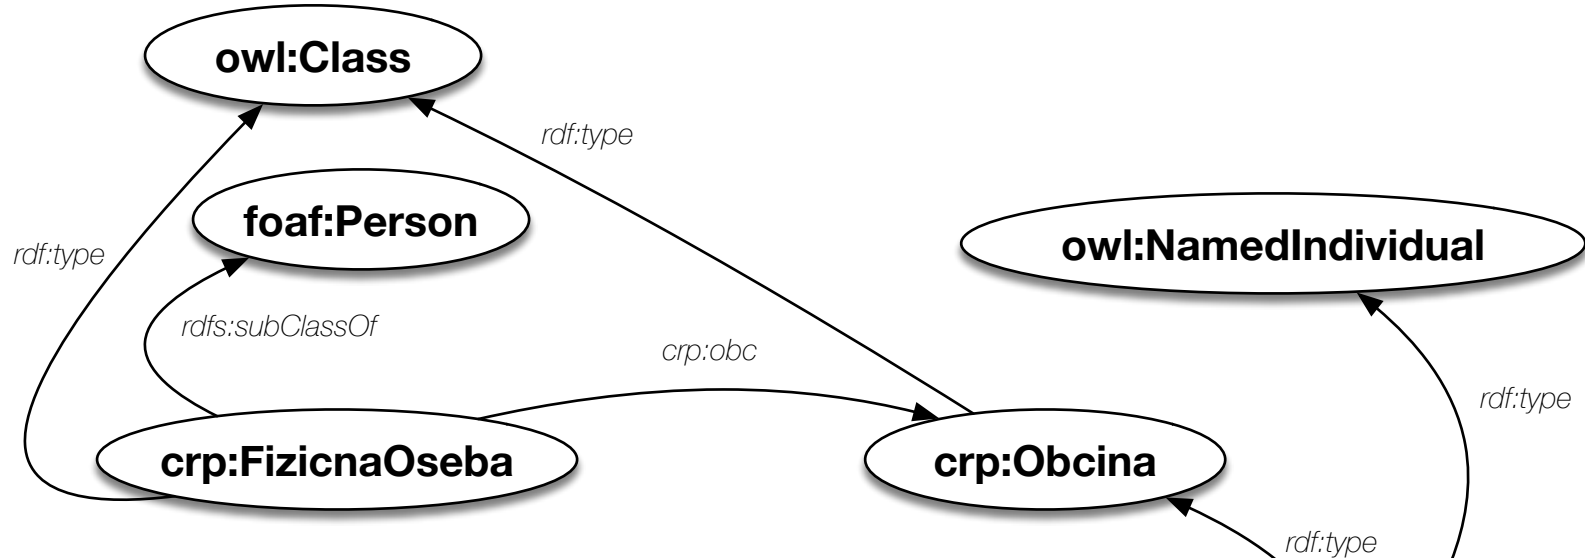 owl:Class
rdf:type
foaf:Person
owl:NamedIndividual
rdf:type
rdfs:subClassOf
crp:obc
rdf:type
crp:FizicnaOseba
crp:Obcina
rdf:type